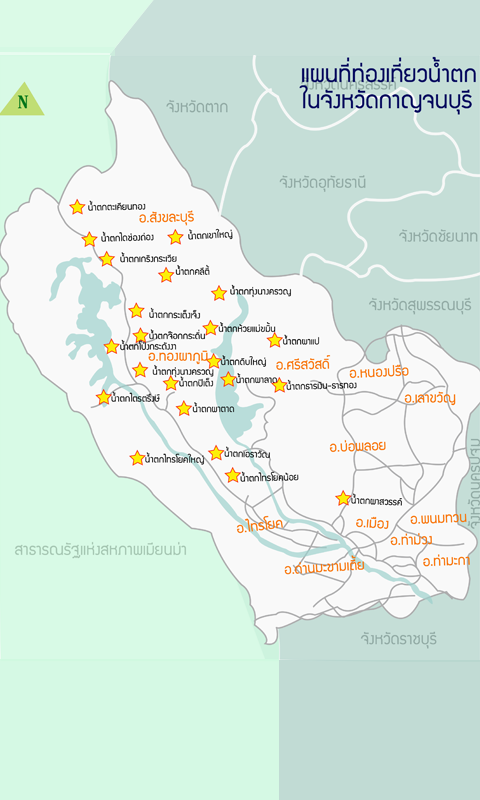 แผนที่ท่องเที่ยวน้ำตก
ในจังหวัดกาญจนบุรี
จังหวัดนครสวรรค์
จังหวัดตาก
N
จังหวัดอุทัยธานี
จังหวัดชัยนาท
จังหวัดสุพรรณบุรี
น้ำตกตะเคียนทอง
อ.สังขละบุรี
น้ำตกไดช่องถ่อง
น้ำตกเขาใหญ่
น้ำตกเกริงกระเวีย
น้ำตกคลิตี้
น้ำตกทุ่งนางครวญ
น้ำตกกระเต็งเจ็ง
น้ำตกห้วยแม่ขมิ้น
น้ำตกจ๊อกกระดิ่น
น้ำตกผาแป
น้ำตกโป่งกระดังงา
อ.ทองผาภูมิ
น้ำตกดิบใหญ่
อ.ศรีสวัสดิ์
อ.หนองปรือ
น้ำตกทุ่งนางครวญ
น้ำตกผาลาด
น้ำตกปิเต็ง
น้ำตกธารเงิน-ธารทอง
อ.เลาขวัญ
น้ำตกไดรตรึงษ์
น้ำตกผาตาด
อ.บ่อพลอย
จังหวัดนครปฐม
น้ำตกไทรโยคใหญ่
น้ำตกเอราวัณ
น้ำตกไทรโยคน้อย
น้ำตกผาสวรรค์
อ.ไทรโยค
อ.เมือง
อ.พนมทวน
อ.ท่าม่วง
สาธารณรัฐแห่งสหภาพเมียนม่า
อ.ด่านมะขามเตี้ย
อ.ท่ามะกา
จังหวัดราชบุรี